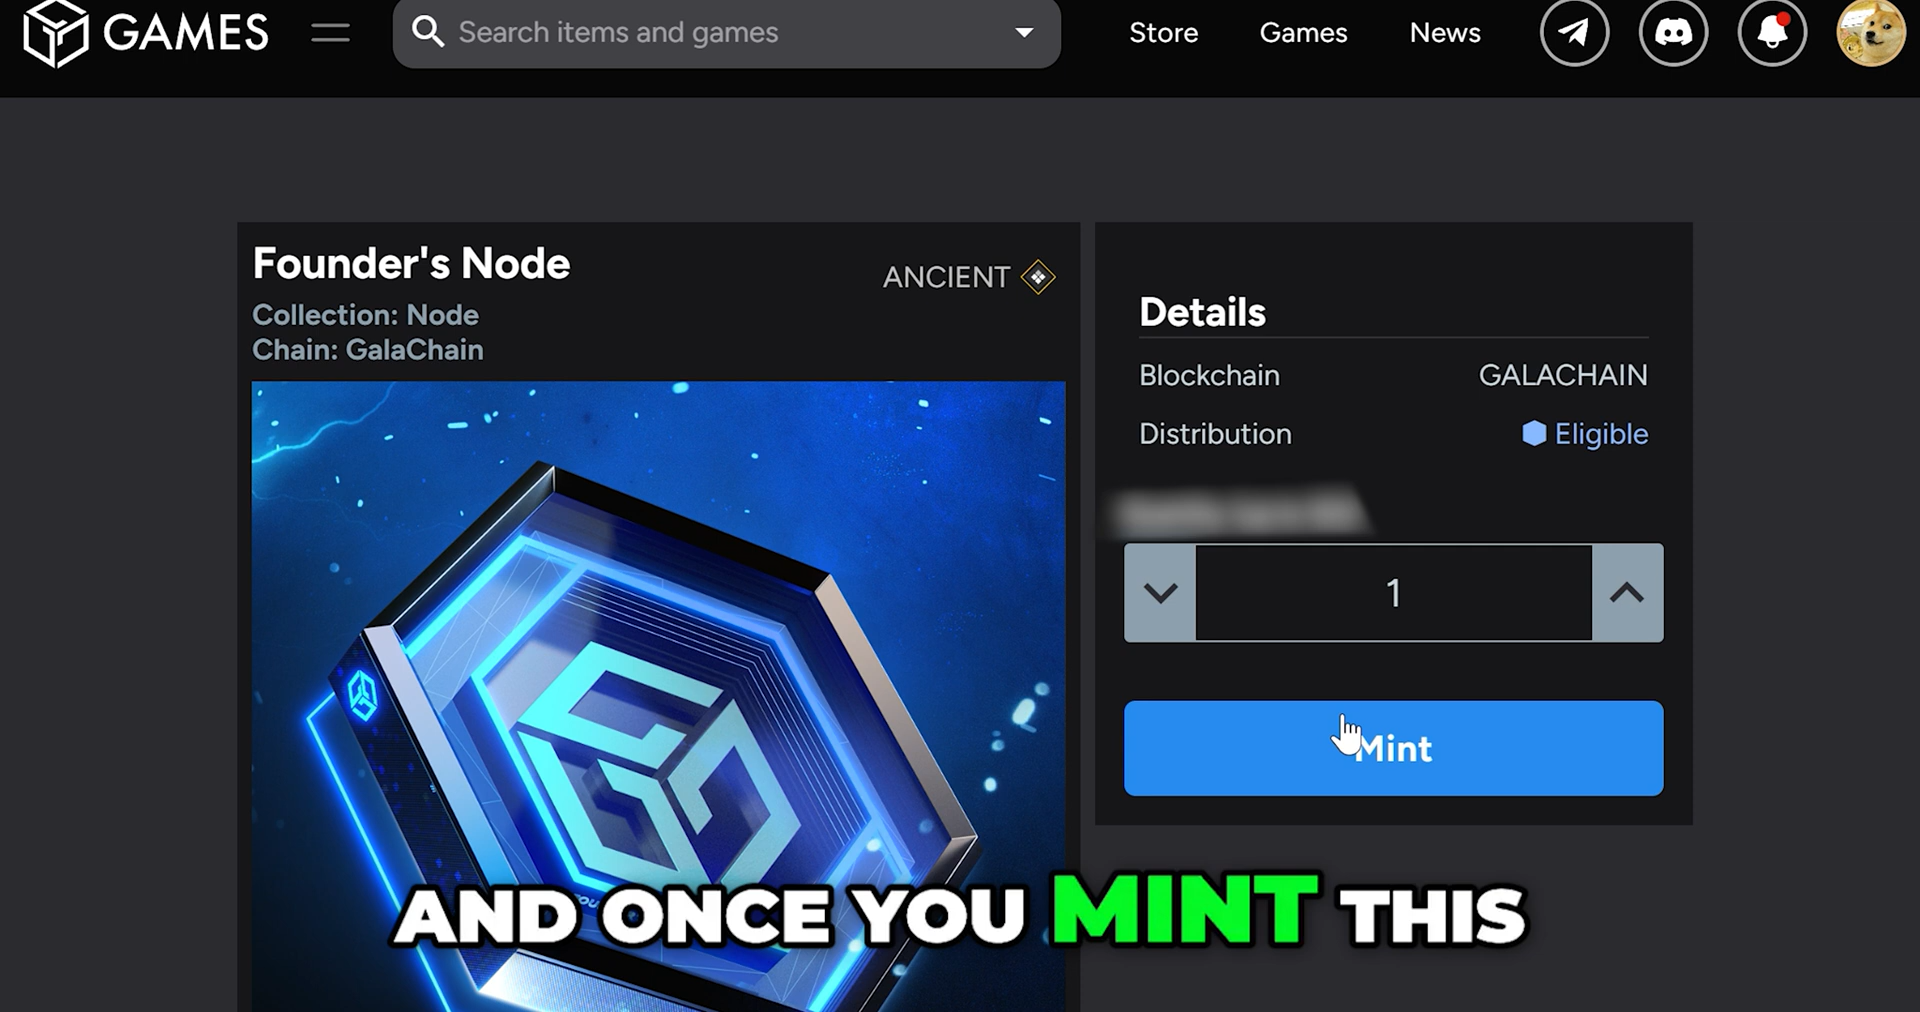 GAMES
Search items and games
Store
Games
News
Founder's Node
ANCIENT
Collection: Node
Chain: GalaChain
Details
Blockchain
GALACHAIN
Distribution
Eligible
1
Mint
AND ONCE YOU MINT THIS